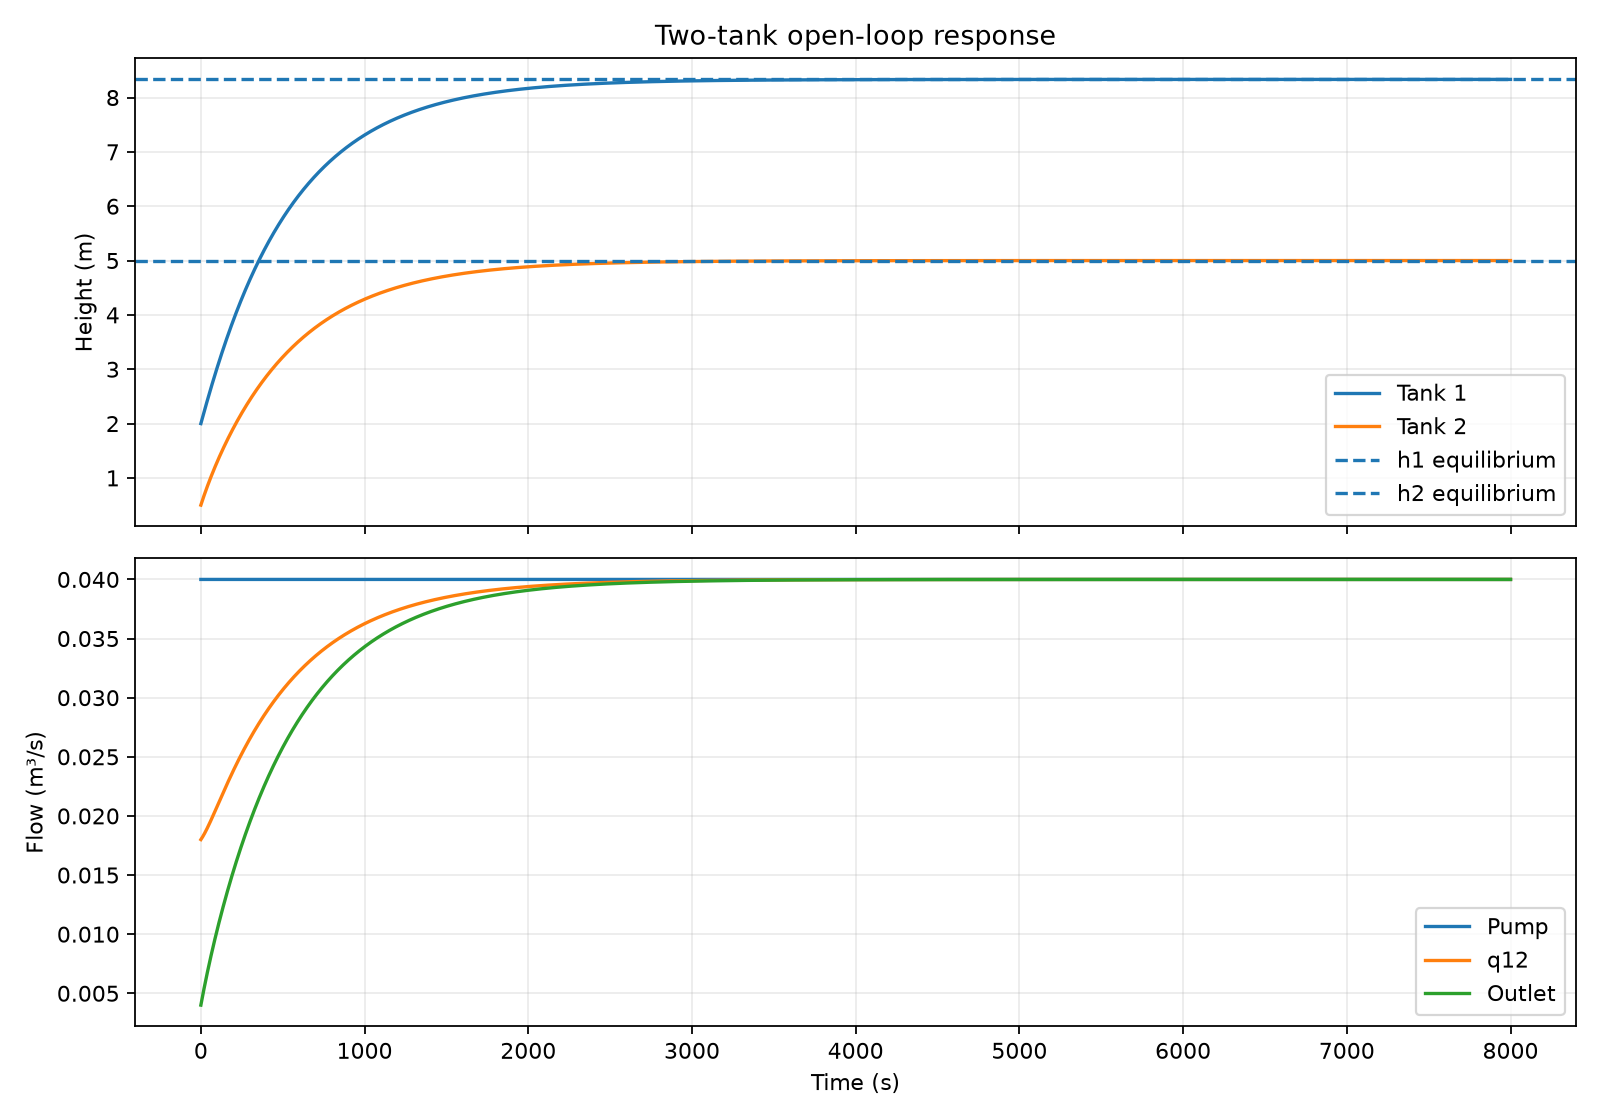 Two-tank open-loop response
8
7
6
5
4
3
2
1
Height (m)
Tank 1
Tank 2
h1 equilibrium
h2 equilibrium
0.040
0.035
0.030
0.025
0.020
0.015
0.010
0.005
Flow (m³/s)
Pump
q12
Outlet
0 1000 2000 3000 4000 5000 6000 7000 8000
Time (s)